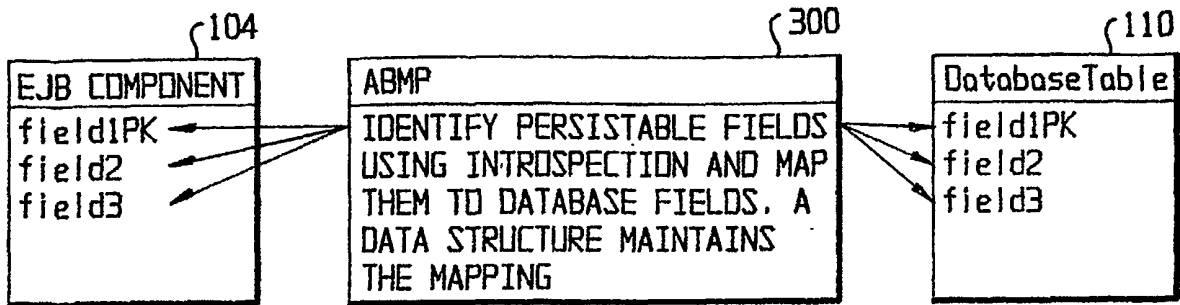 104
300
110
EJB COMPONENT
field1PK
field2
field3
ABMP
IDENTIFY PERSISTABLE FIELDS
USING INTROSPECTION AND MAP
THEM TO DATABASE FIELDS. A
DATA STRUCTURE MAINTAINS
THE MAPPING
DatabaseTable
field1PK
field2
field3